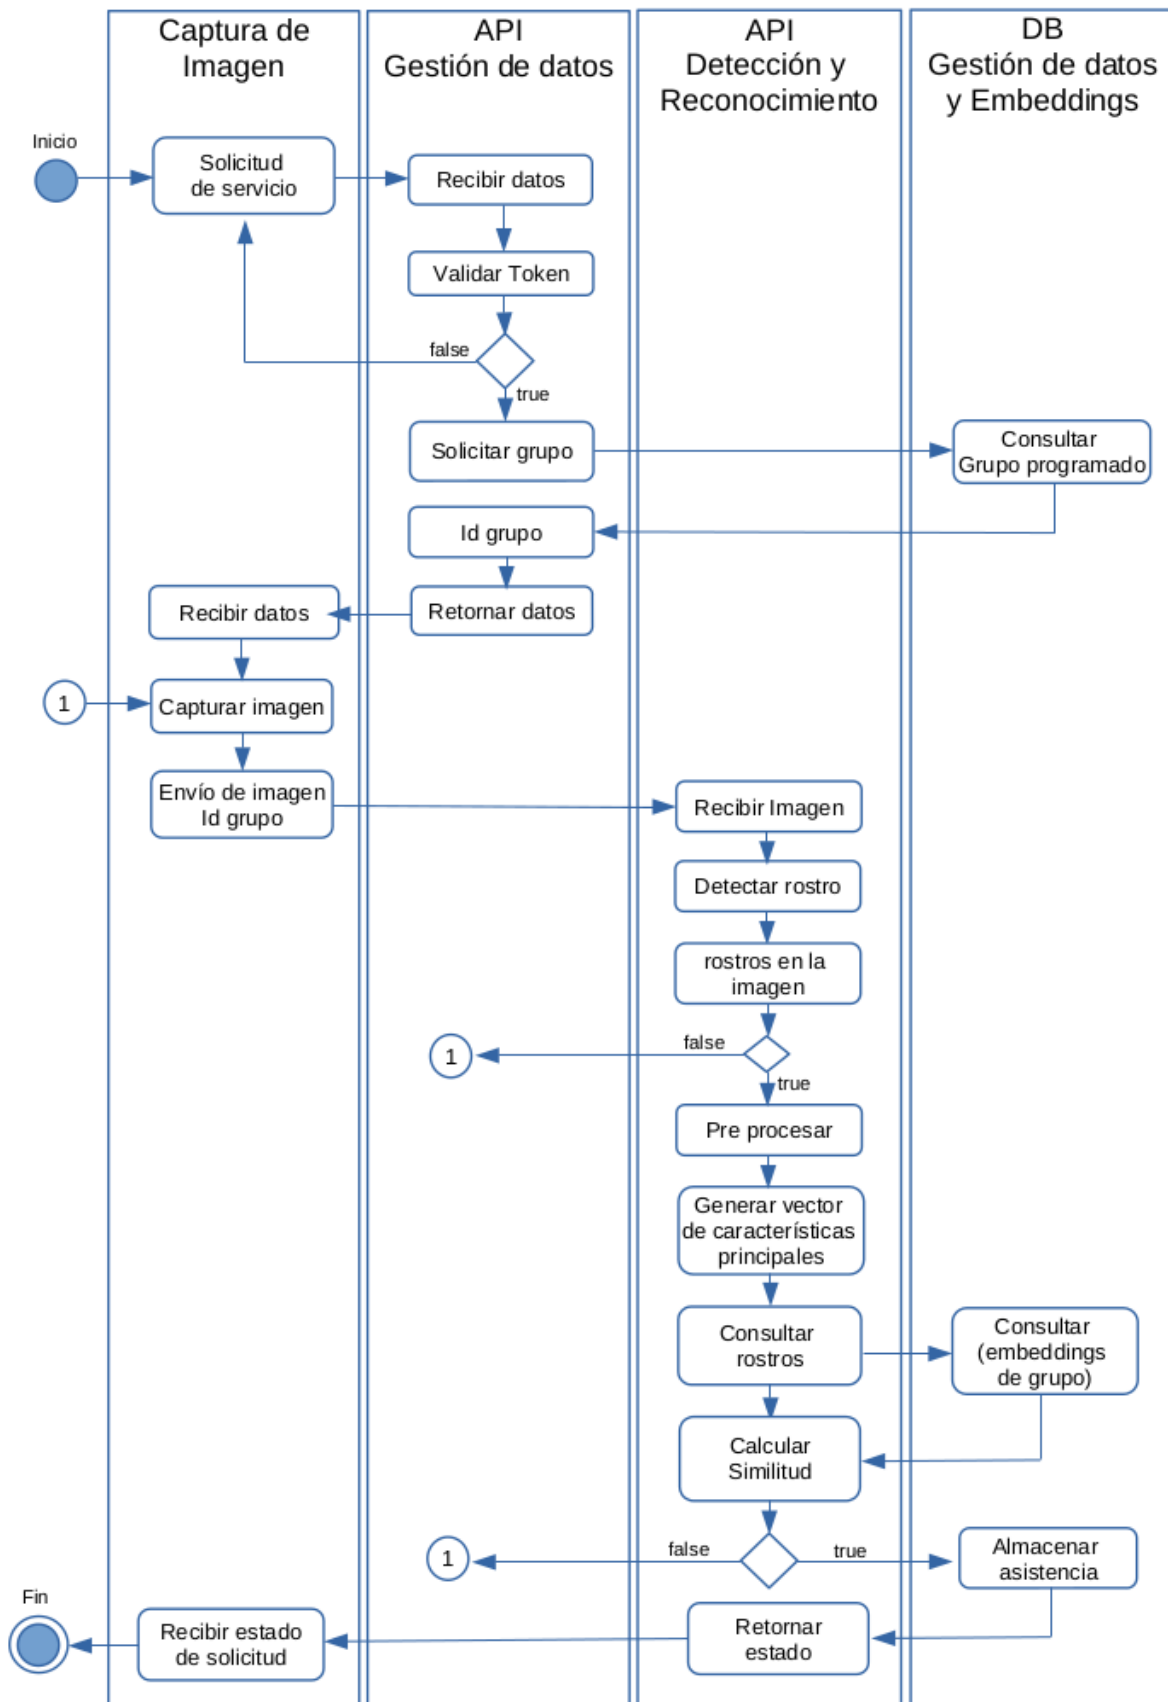 Captura de
Imagen
API
Gestión de datos
API
Detección y
Reconocimiento
DB
Gestión de datos
y Embeddings
Inicio
Solicitud
de servicio
Recibir datos
Validar Token
false
true
Solicitar grupo
Consultar
Grupo programado
Id grupo
Retornar datos
Recibir datos
1
Capturar imagen
Envío de imagen
Id grupo
Recibir Imagen
Detectar rostro
rostros en la
imagen
false
1
true
Pre procesar
Generar vector
de características
principales
Consultar
rostros
Consultar
(embeddings
de grupo)
Calcular
Similitud
1
false
true
Almacenar
asistencia
Fin
Recibir estado
de solicitud
Retornar
estado